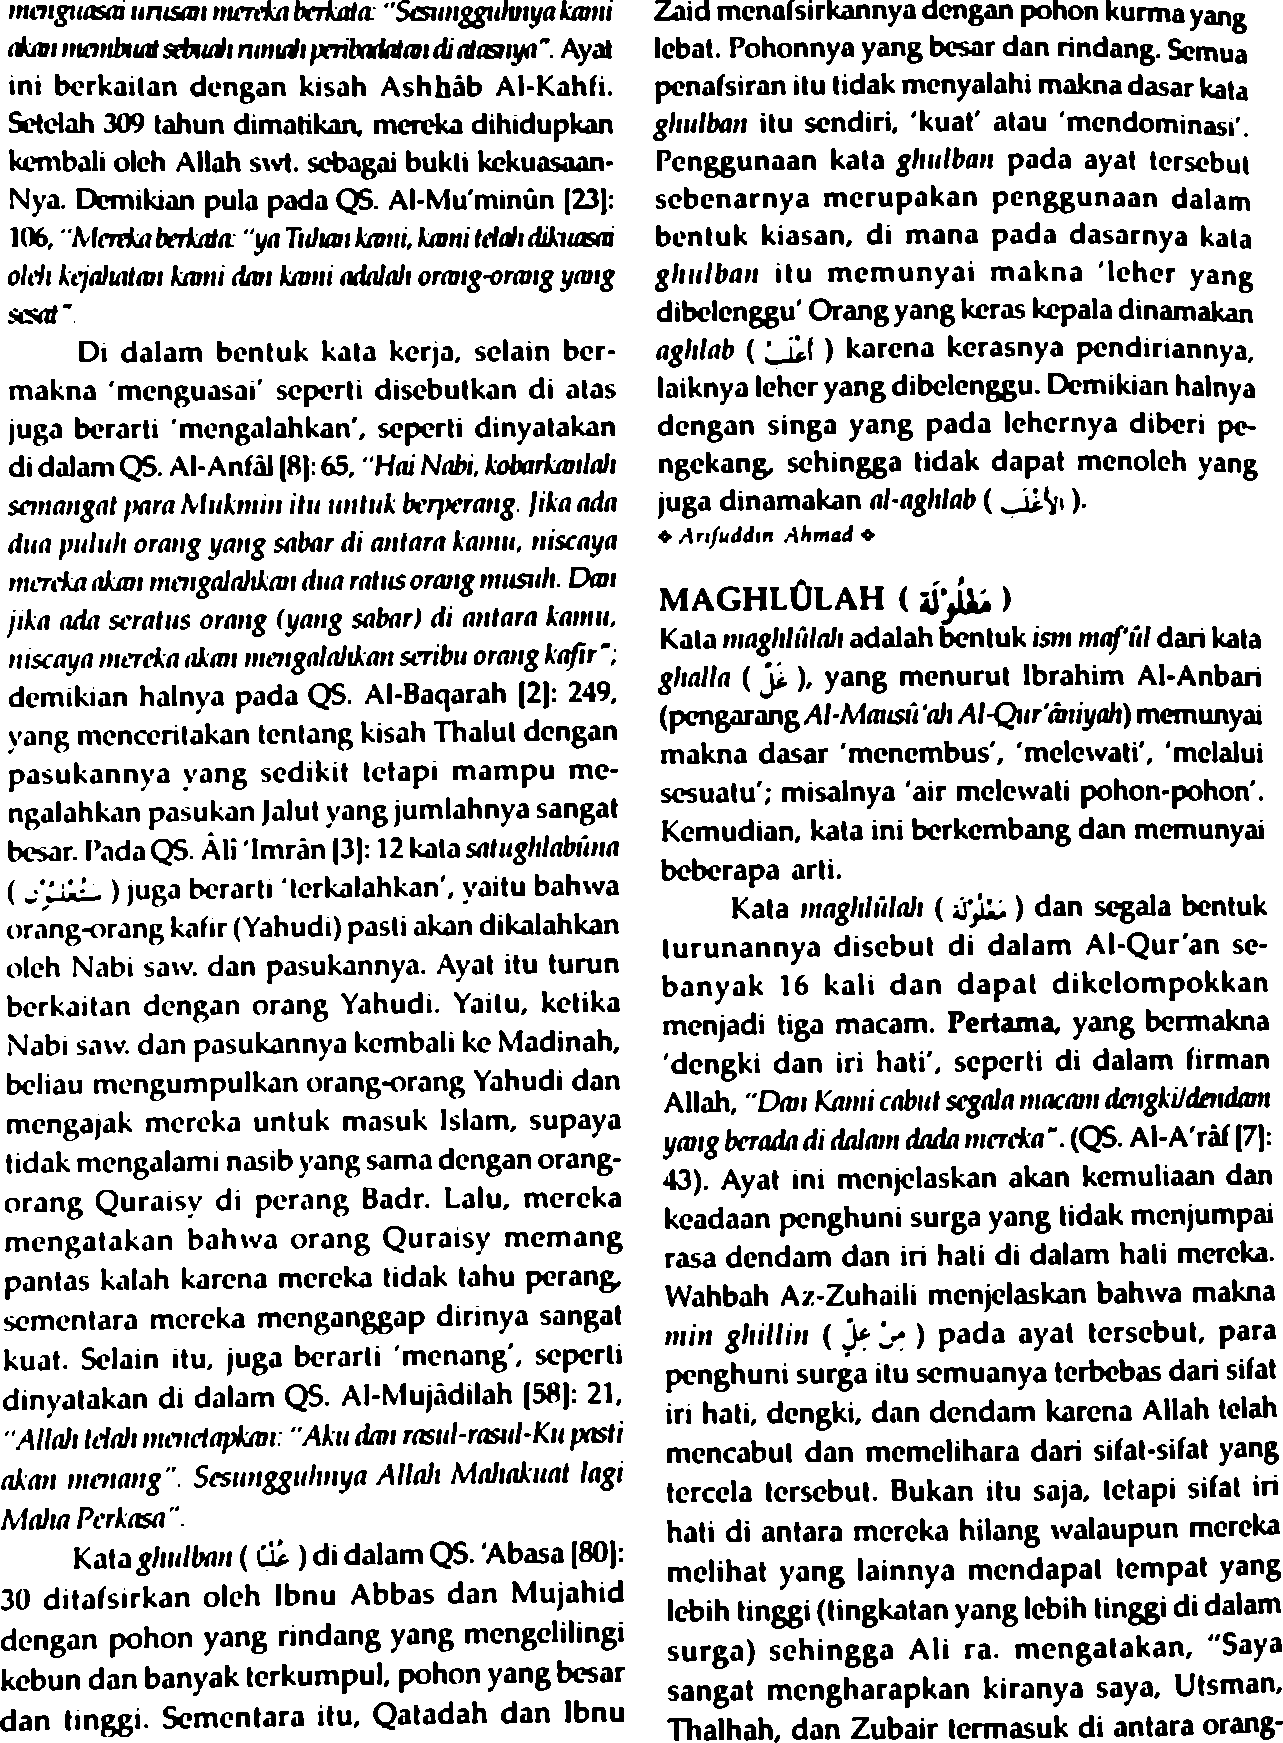 menguasai urusan mereka berkata: "Sesungguhnya kami
akan membuat sebuah rumah peribadatan di atasnya". Ayat
ini berkaitan dengan kisah Ashhâb Al-Kahfi.
Setelah 309 tahun dimatikan, mereka dihidupkan
kembali oleh Allah swt. sebagai bukti kekuasaan-
Nya. Demikian pula pada QS. Al-Mu'minûn [23]:
106, "Mereka berkata: "ya Tuhan kami, kami telah dikuasai
oleh kejahatan kami dan kami adalah orang-orang yang
sesat".
Di dalam bentuk kata kerja, selain ber-
makna 'menguasai' seperti disebutkan di atas
juga berarti 'mengalahkan', seperti dinyatakan
di dalam QS. Al-Anfâl [8]: 65, "Hai Nabi, kobarkanlah
semangat para Mukmin itu untuk berperang. Jika ada
dua puluh orang yang sabar di antara kamu, niscaya
mereka akan mengalahkan dua ratus orang musuh. Dan
jika ada seratus orang (yang sabar) di antara kamu,
niscaya mereka akan mengalahkan seribu orang kafir";
demikian halnya pada QS. Al-Baqarah [2]: 249,
yang menceritakan tentang kisah Thalut dengan
pasukannya yang sedikit tetapi mampu me-
ngalahkan pasukan Jalut yang jumlahnya sangat
besar. Pada QS. Âli 'Imrân [3]: 12 kata satughlabûna
( سَتُغْلَبُوْنَ ) juga berarti 'terkalahkan', yaitu bahwa
orang-orang kafir (Yahudi) pasti akan dikalahkan
oleh Nabi saw. dan pasukannya. Ayat itu turun
berkaitan dengan orang Yahudi. Yaitu, ketika
Nabi saw. dan pasukannya kembali ke Madinah,
beliau mengumpulkan orang-orang Yahudi dan
mengajak mereka untuk masuk Islam, supaya
tidak mengalami nasib yang sama dengan orang-
orang Quraisy di perang Badr. Lalu, mereka
mengatakan bahwa orang Quraisy memang
pantas kalah karena mereka tidak tahu perang,
sementara mereka menganggap dirinya sangat
kuat. Selain itu, juga berarti 'menang', seperti
dinyatakan di dalam QS. Al-Mujâdilah [58]: 21,
"Allah telah menetapkan: "Aku dan rasul-rasul-Ku pasti
akan menang". Sesungguhnya Allah Mahakuat lagi
Maha Perkasa".
Kata ghulban ( غُلْبًا ) di dalam QS. 'Abasa [80]:
30 ditafsirkan oleh Ibnu Abbas dan Mujahid
dengan pohon yang rindang yang mengelilingi
kebun dan banyak terkumpul, pohon yang besar
dan tinggi. Sementara itu, Qatadah dan Ibnu
Zaid menafsirkannya dengan pohon kurma yang
lebat. Pohonnya yang besar dan rindang. Semua
penafsiran itu tidak menyalahi makna dasar kata
ghulban itu sendiri, 'kuat' atau 'mendominasi'.
Penggunaan kata ghulban pada ayat tersebut
sebenarnya merupakan penggunaan dalam
bentuk kiasan, di mana pada dasarnya kata
ghulban itu memunyai makna 'leher yang
dibelenggu' Orang yang keras kepala dinamakan
aghlab ( أَغْلَبُ ) karena kerasnya pendiriannya,
laiknya leher yang dibelenggu. Demikian halnya
dengan singa yang pada lehernya diberi pe-
ngekang, sehingga tidak dapat menoleh yang
juga dinamakan al-aghlab ( الأَغْلَب ).
❖ Arifuddin Ahmad ❖
MAGHLÛLAH ( مَغْلُوْلَة )
Kata maghlûlah adalah bentuk ism maf'ûl dari kata
ghalla ( غَلَّ ), yang menurut Ibrahim Al-Anbari
(pengarang Al-Mausû'ah Al-Qur'âniyah) memunyai
makna dasar 'menembus', 'melewati', 'melalui
sesuatu'; misalnya 'air melewati pohon-pohon'.
Kemudian, kata ini berkembang dan memunyai
beberapa arti.
Kata maghlûlah ( مَغْلُوْلَة ) dan segala bentuk
turunannya disebut di dalam Al-Qur'an se-
banyak 16 kali dan dapat dikelompokkan
menjadi tiga macam. Pertama, yang bermakna
'dengki dan iri hati', seperti di dalam firman
Allah, "Dan Kami cabut segala macam dengki/dendam
yang berada di dalam dada mereka". (QS. Al-A'râf [7]:
43). Ayat ini menjelaskan akan kemuliaan dan
keadaan penghuni surga yang tidak menjumpai
rasa dendam dan iri hati di dalam hati mereka.
Wahbah Az-Zuhaili menjelaskan bahwa makna
min ghillin ( مِنْ غِلٍّ ) pada ayat tersebut, para
penghuni surga itu semuanya terbebas dari sifat
iri hati, dengki, dan dendam karena Allah telah
mencabut dan memelihara dari sifat-sifat yang
tercela tersebut. Bukan itu saja, tetapi sifat iri
hati di antara mereka hilang walaupun mereka
melihat yang lainnya mendapat tempat yang
lebih tinggi (tingkatan yang lebih tinggi di dalam
surga) sehingga Ali ra. mengatakan, "Saya
sangat mengharapkan kiranya saya, Utsman,
Thalhah, dan Zubair termasuk di antara orang-